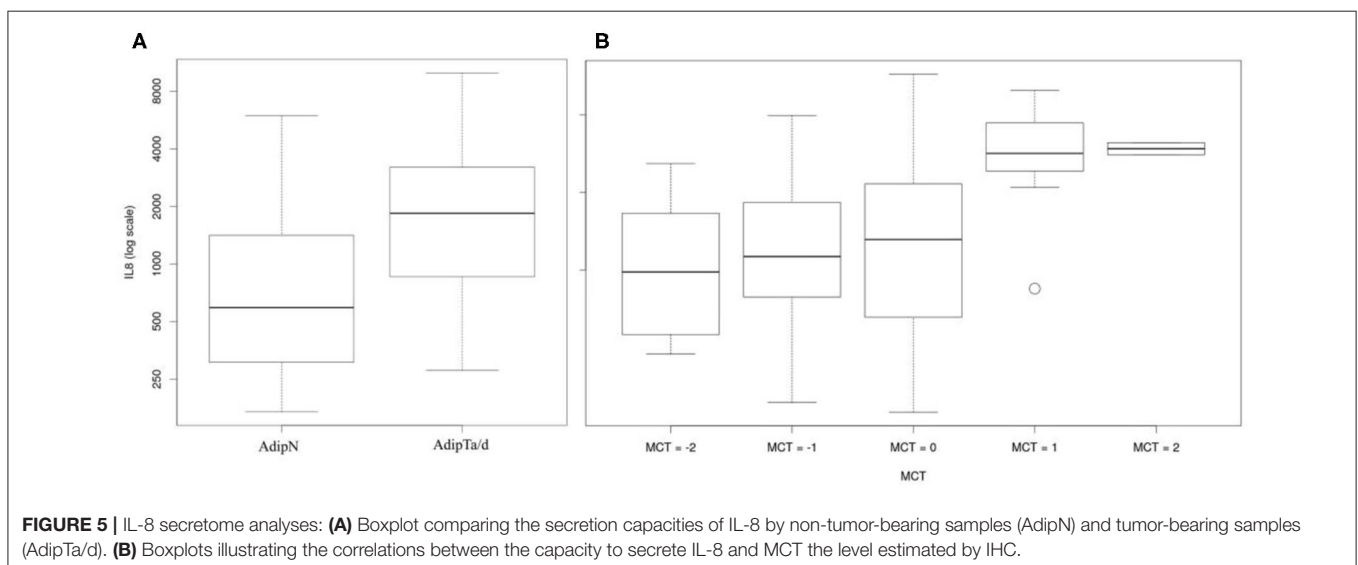 A
B
IL8 (log scale)
8000
4000
2000
1000
500
250
AdipN
AdipTa/d
MCT = -2
MCT = -1
MCT = 0
MCT = 1
MCT = 2
MCT
FIGURE 5 | IL-8 secretome analyses: (A) Boxplot comparing the secretion capacities of IL-8 by non-tumor-bearing samples (AdipN) and tumor-bearing samples
(AdipTa/d). (B) Boxplots illustrating the correlations between the capacity to secrete IL-8 and MCT the level estimated by IHC.